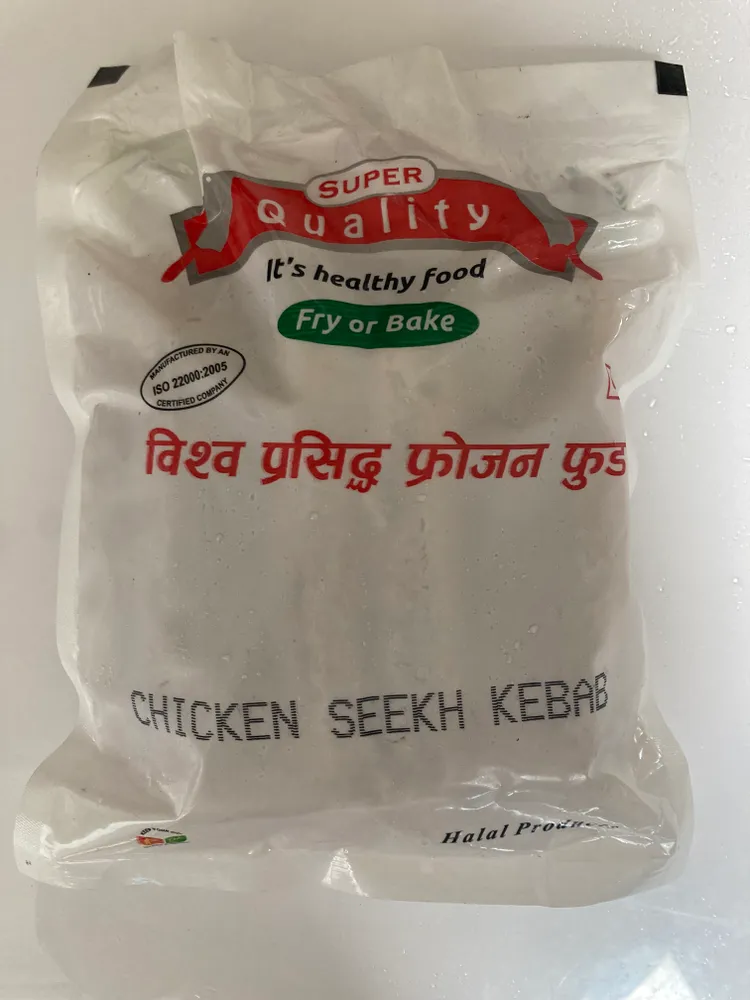 SUPER
Quality
It's healthy food
Fry or Bake
MANUFACTURED BY AN
ISO 22000:2005
CERTIFIED COMPANY
विश्व प्रसिद्ध फ्रोजन फुड
CHICKEN SEEKH KEBAB
Halal